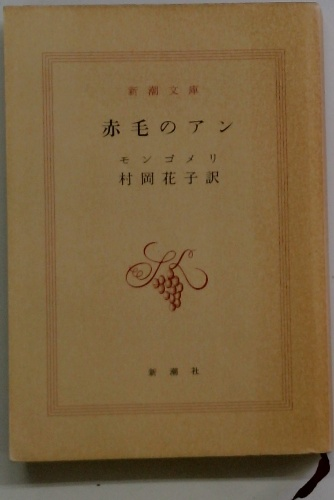 新潮文庫
赤毛のアン
モンゴメリ
村岡花子訳
新潮社